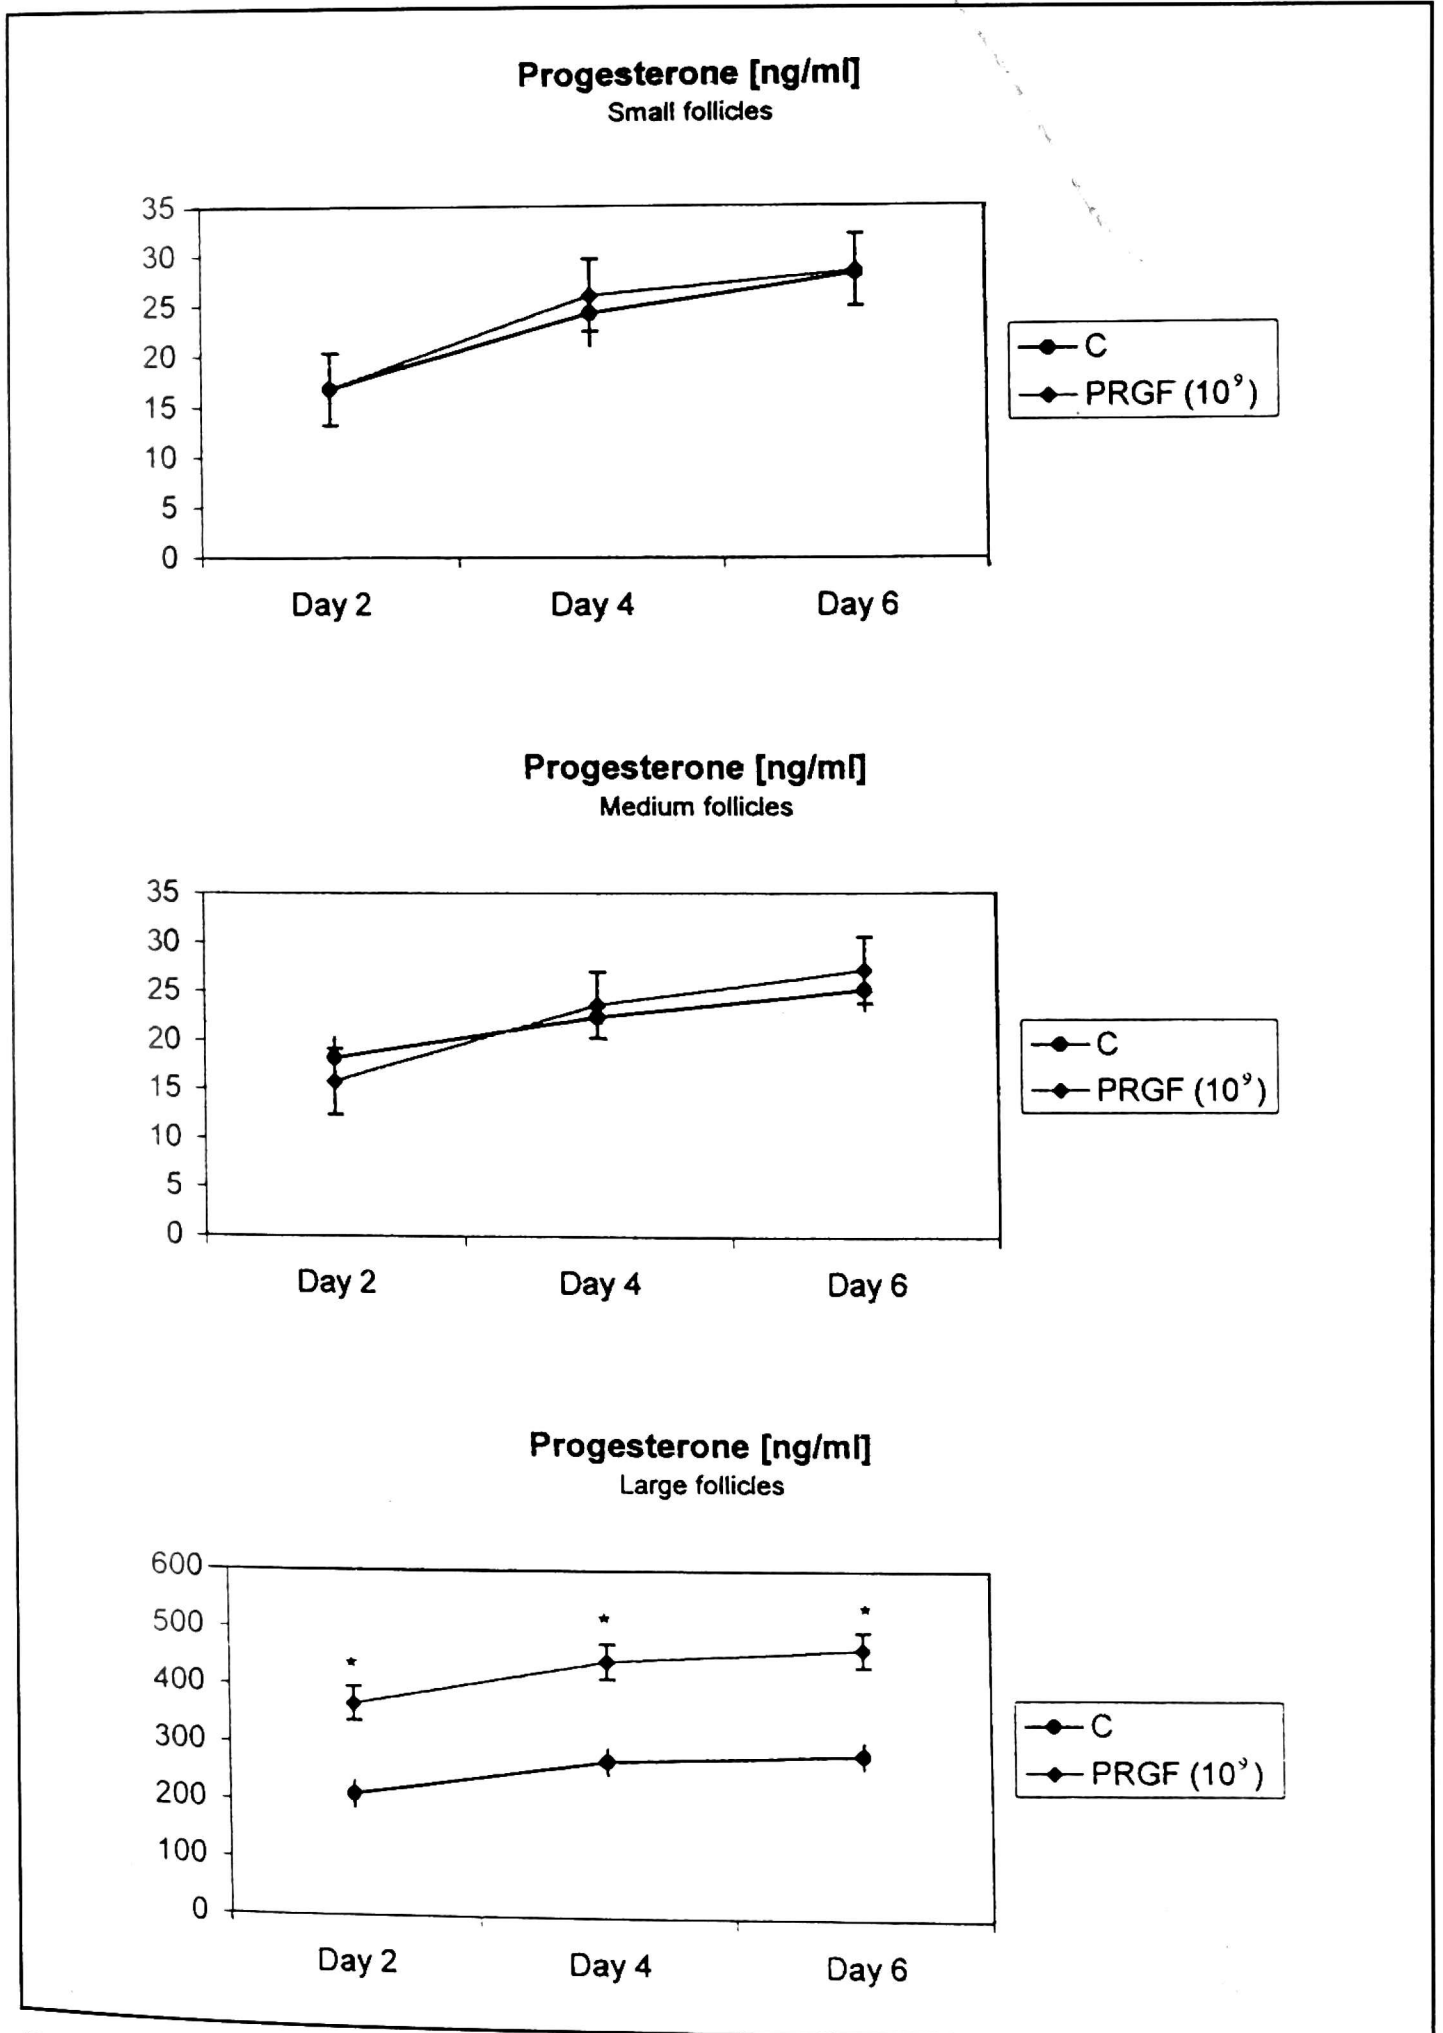 Progesterone [ng/ml]
Small follicles
35
30
25
20
15
10
5
0
Day 2 Day 4 Day 6
C
PRGF (10⁹)
Progesterone [ng/ml]
Medium follicles
35
30
25
20
15
10
5
0
Day 2 Day 4 Day 6
C
PRGF (10⁹)
Progesterone [ng/ml]
Large follicles
600
500
400
300
200
100
0
* * *
Day 2 Day 4 Day 6
C
PRGF (10⁹)